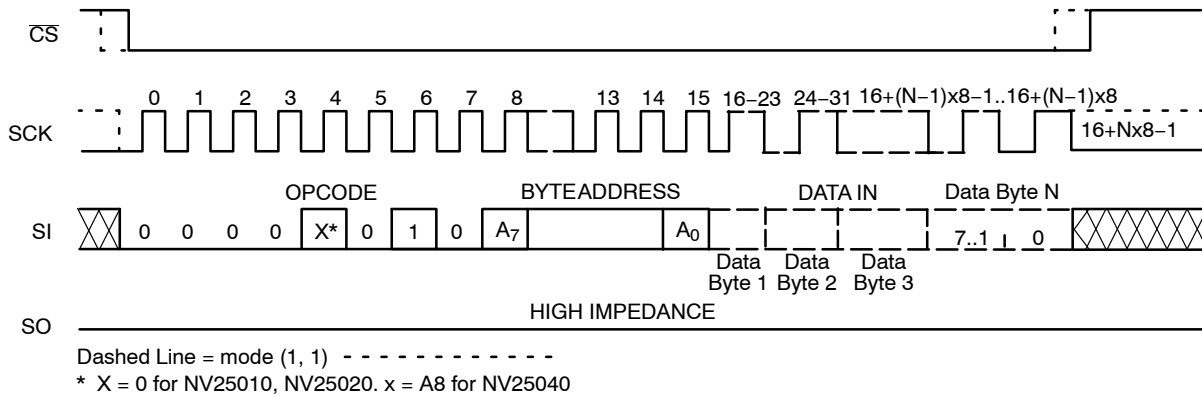 CS
SCK
0 1 2 3 4 5 6 7 8 13 14 15 16–23 24–31 16+(N–1)x8–1..16+(N–1)x8
16+Nx8–1
OPCODE BYTEADDRESS DATA IN Data Byte N
SI
0 0 0 0 X* 0 1 0 A7 A0 7..1 0
Data Byte 1
Data Byte 2
Data Byte 3
HIGH IMPEDANCE
SO
Dashed Line = mode (1, 1) - - - - - - - - - - - -
* X = 0 for NV25010, NV25020. x = A8 for NV25040